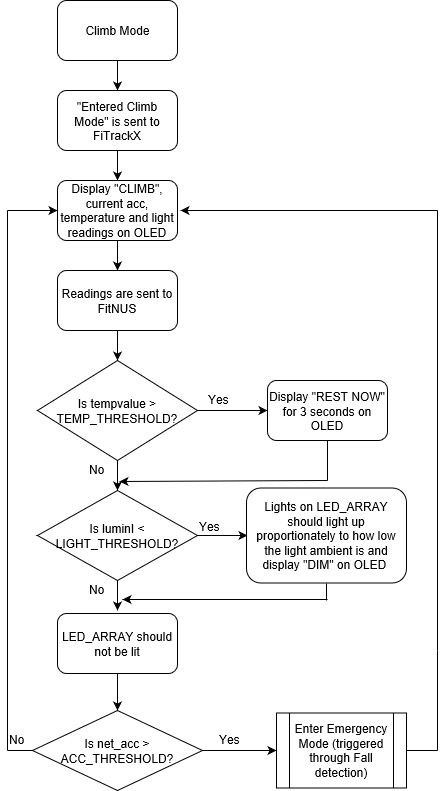 Climb Mode
"Entered Climb
Mode" is sent to
FiTrackX
Display "CLIMB",
current acc,
temperature and light
readings on OLED
Readings are sent to
FitNUS
Is tempvalue >
TEMP_THRESHOLD?
Yes
Display "REST NOW"
for 3 seconds on
OLED
No
Is luminI <
LIGHT_THRESHOLD?
Yes
Lights on LED_ARRAY
should light up
proportionately to how low
the light ambient is and
display "DIM" on OLED
No
LED_ARRAY should
not be lit
Is net_acc >
ACC_THRESHOLD?
No
Yes
Enter Emergency
Mode (triggered
through Fall
detection)